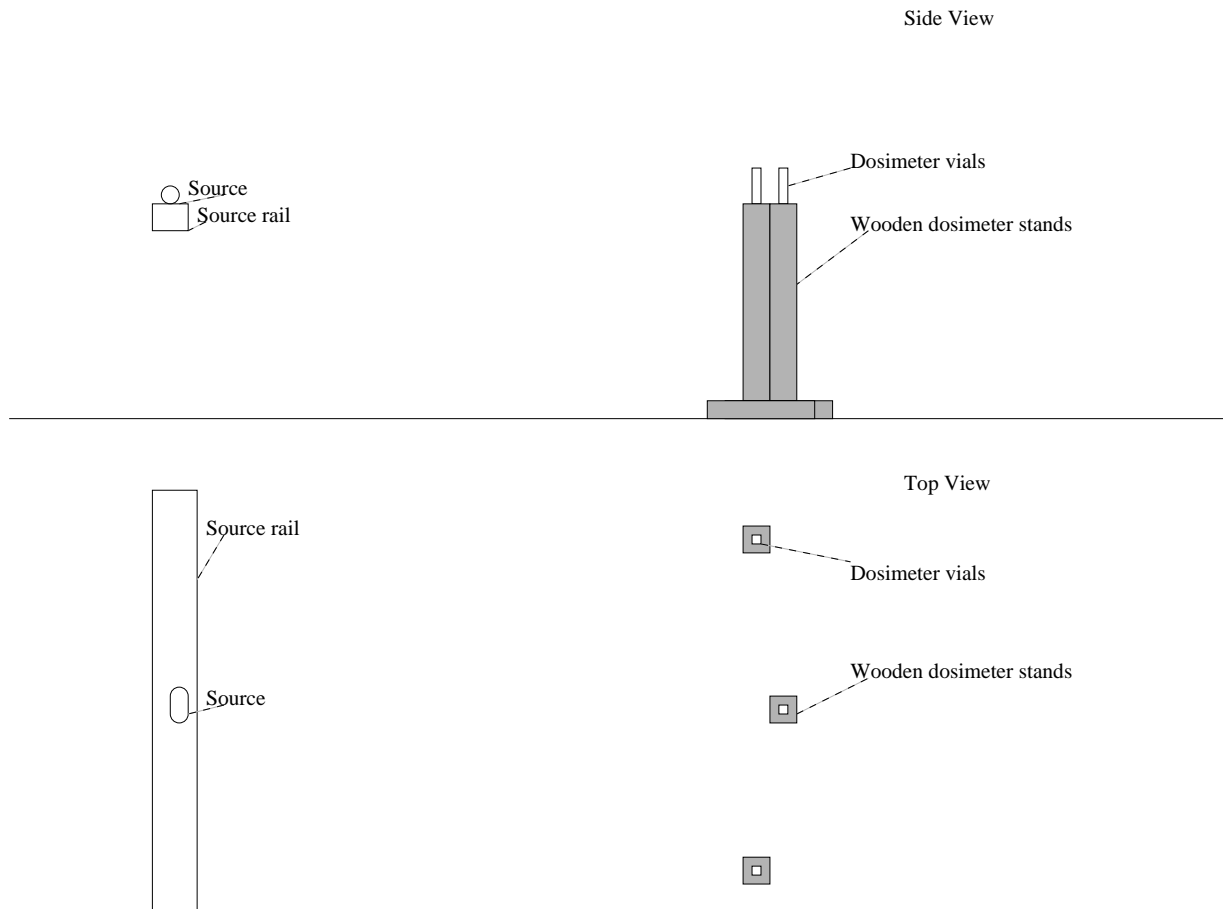 Side View
Dosimeter vials
Source
Source rail
Wooden dosimeter stands
Top View
Source rail
Dosimeter vials
Wooden dosimeter stands
Source